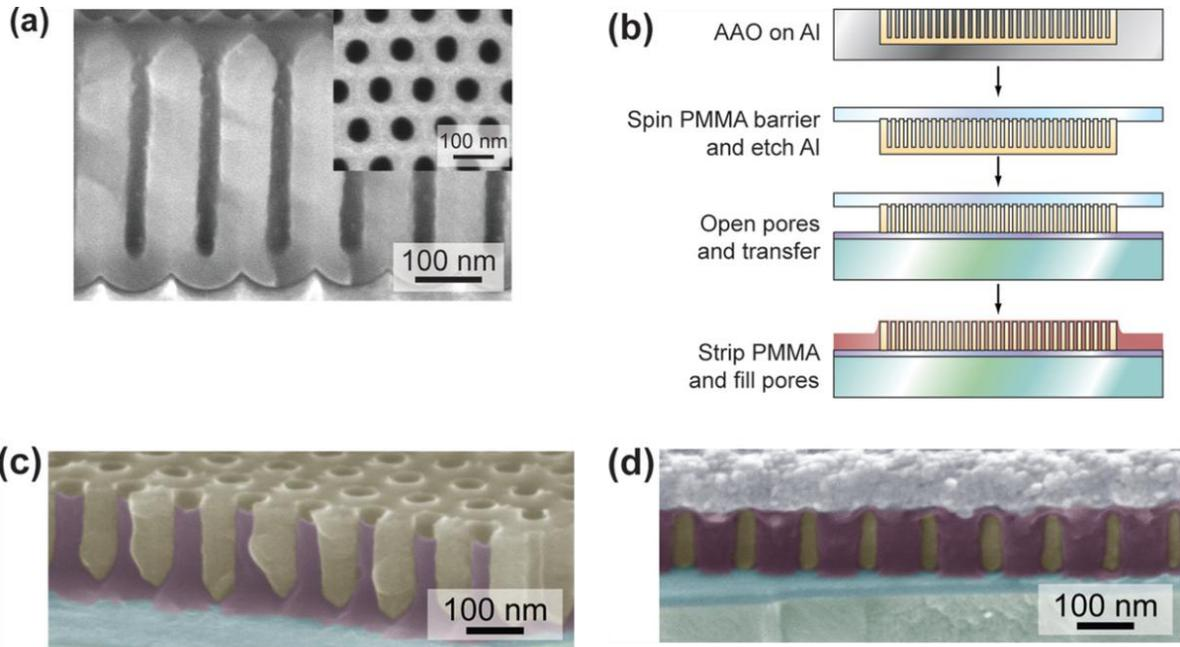 (a)
100 nm
100 nm
(b)
AAO on Al
Spin PMMA barrier
and etch Al
Open pores
and transfer
Strip PMMA
and fill pores
(c)
100 nm
(d)
100 nm